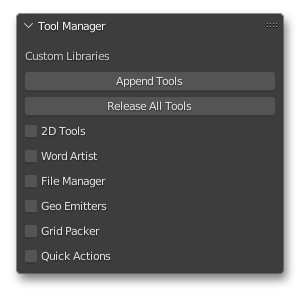 Tool Manager
Custom Libraries
Append Tools
Release All Tools
2D Tools
Word Artist
File Manager
Geo Emitters
Grid Packer
Quick Actions